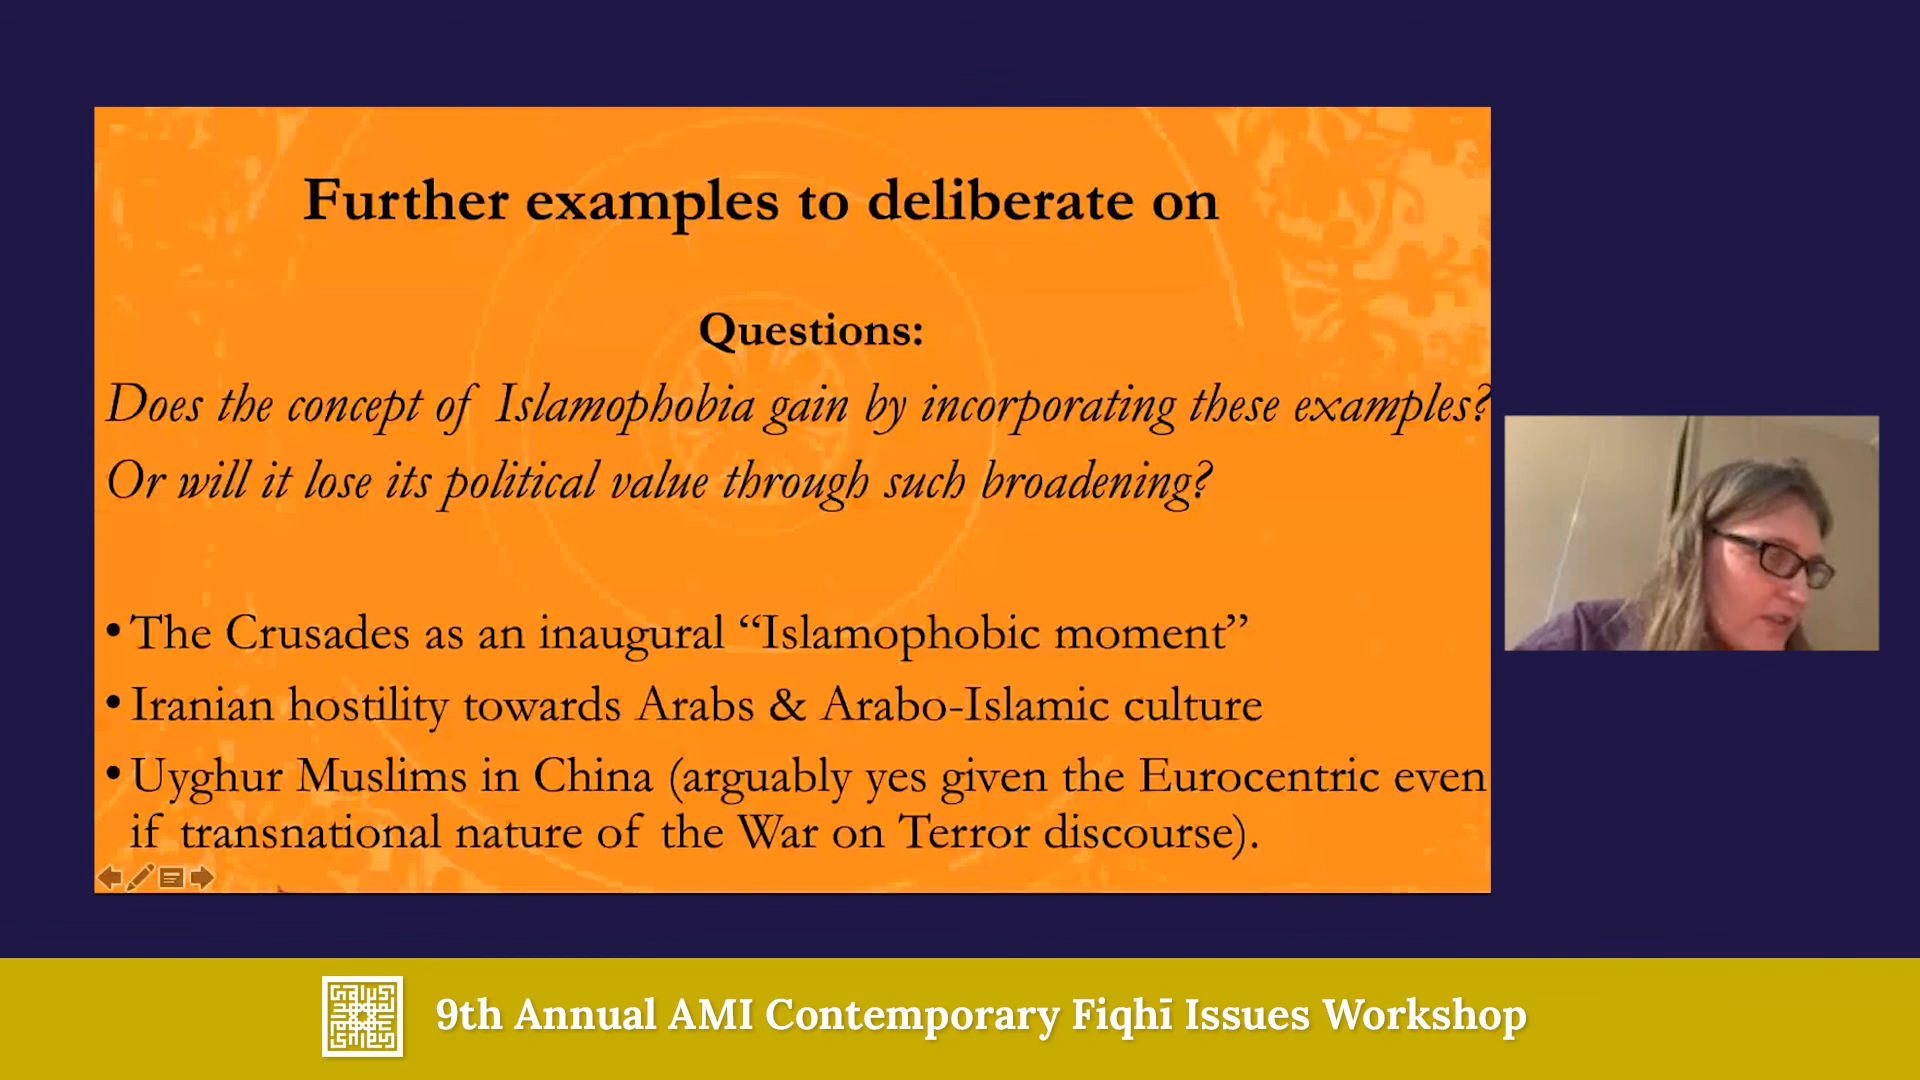 Further examples to deliberate on
Questions:
Does the concept of Islamophobia gain by incorporating these examples?
Or will it lose its political value through such broadening?
• The Crusades as an inaugural “Islamophobic moment”
• Iranian hostility towards Arabs & Arabo-Islamic culture
• Uyghur Muslims in China (arguably yes given the Eurocentric even
if transnational nature of the War on Terror discourse).
9th Annual AMI Contemporary Fiqhī Issues Workshop